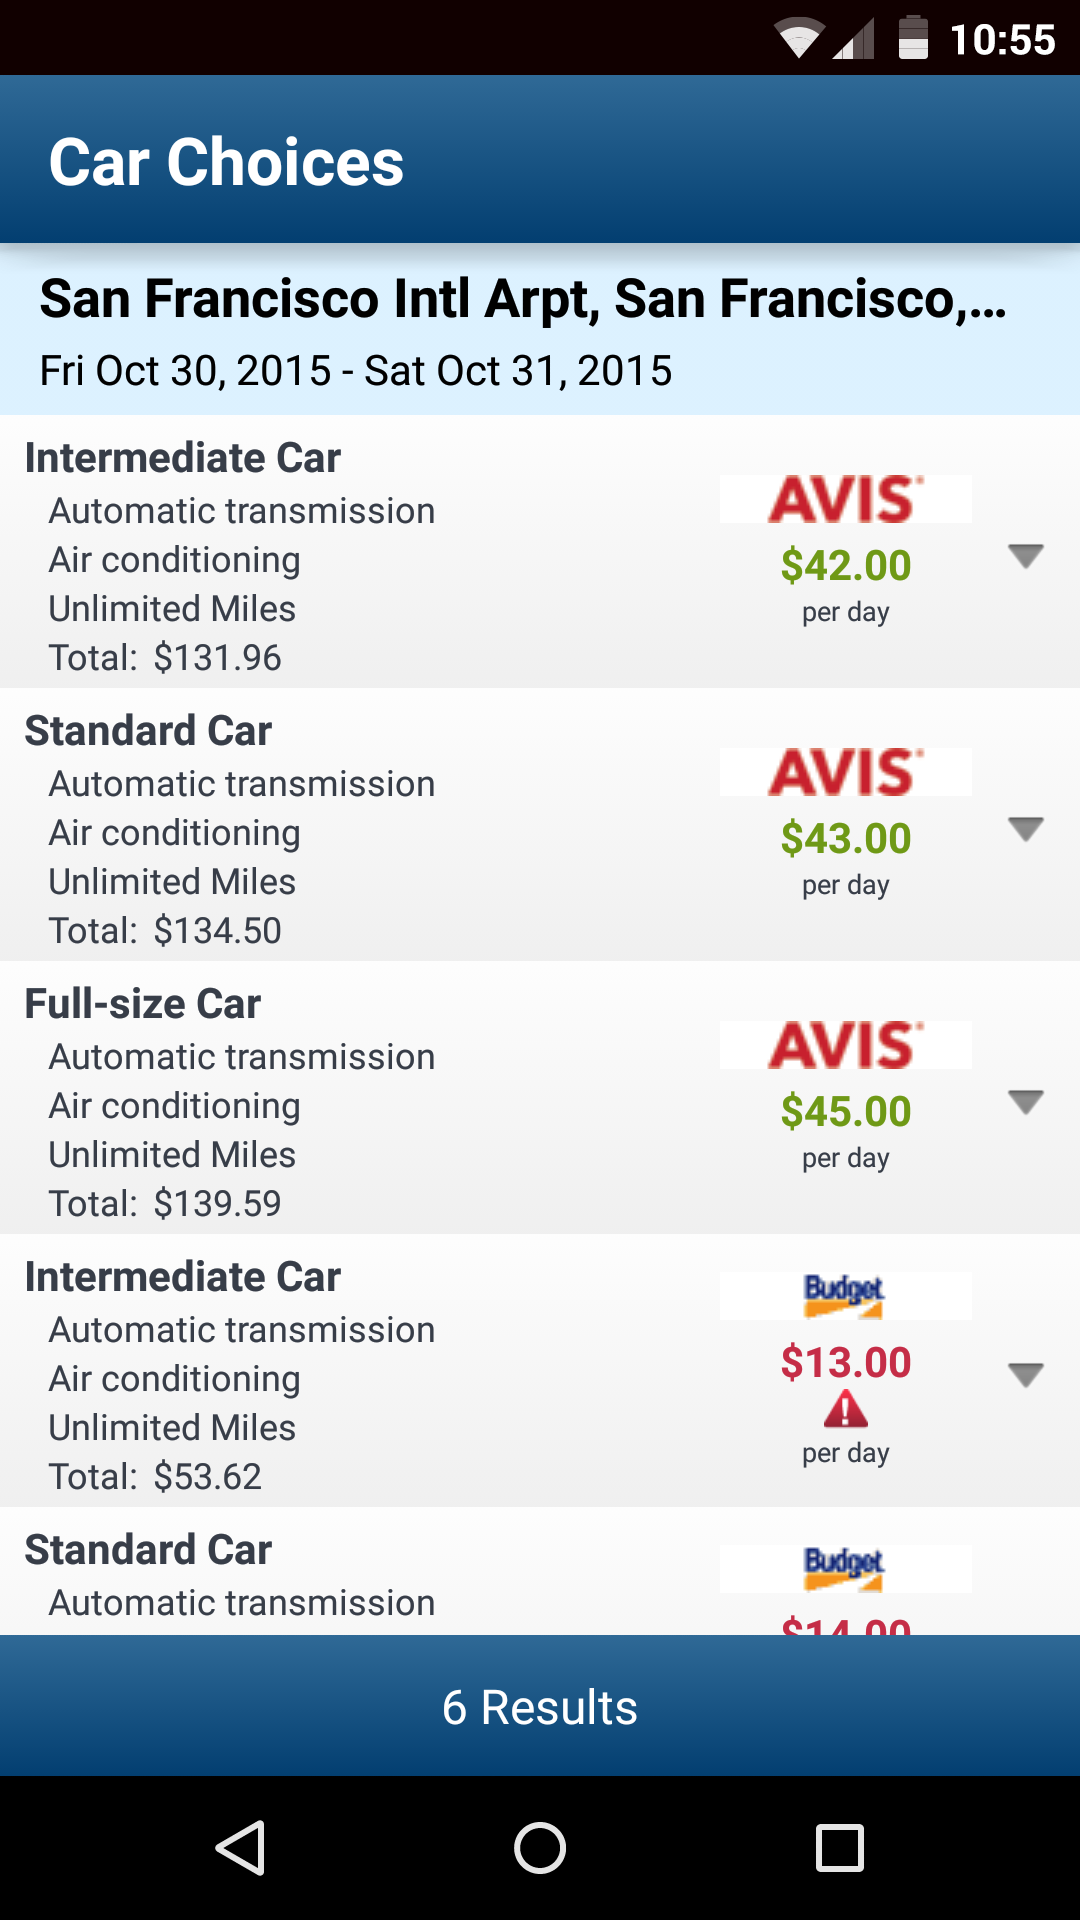 10:55
Car Choices
San Francisco Intl Arpt, San Francisco,...
Fri Oct 30, 2015 - Sat Oct 31, 2015
Intermediate Car
Automatic transmission
Air conditioning
Unlimited Miles
Total: $131.96
AVIS
$42.00
per day
Standard Car
Automatic transmission
Air conditioning
Unlimited Miles
Total: $134.50
AVIS
$43.00
per day
Full-size Car
Automatic transmission
Air conditioning
Unlimited Miles
Total: $139.59
AVIS
$45.00
per day
Intermediate Car
Automatic transmission
Air conditioning
Unlimited Miles
Total: $53.62
Budget
$13.00
per day
Standard Car
Automatic transmission
Budget
$14.00
6 Results